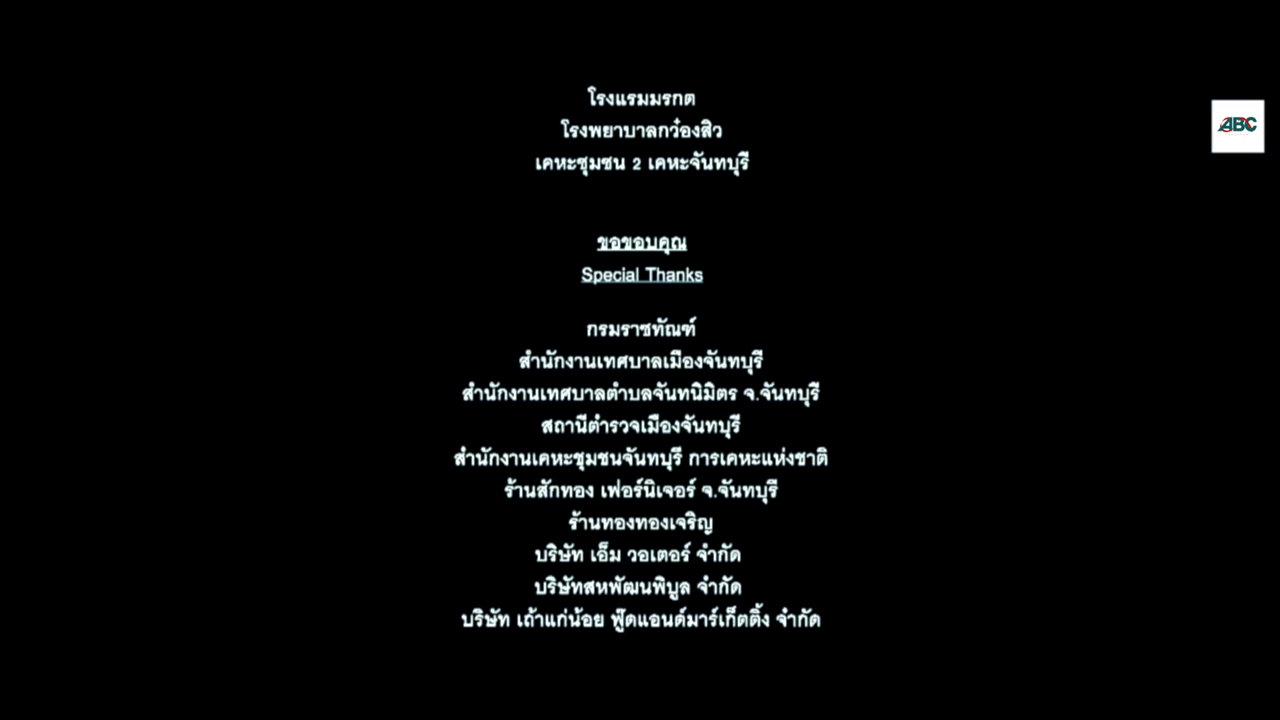 โรงแรมมรกต
โรงพยาบาลกว๋องสิว
เคหะชุมชน 2 เคหะจันทบุรี
ขอขอบคุณ
Special Thanks
กรมราชทัณฑ์
สำนักงานเทศบาลเมืองจันทบุรี
สำนักงานเทศบาลตำบลจันทนิมิตร จ.จันทบุรี
สถานีตำรวจเมืองจันทบุรี
สำนักงานเคหะชุมชนจันทบุรี การเคหะแห่งชาติ
ร้านสักทอง เฟอร์นิเจอร์ จ.จันทบุรี
ร้านทองทองเจริญ
บริษัท เอ็ม วอเตอร์ จำกัด
บริษัทสหพัฒนพิบูล จำกัด
บริษัท เถ้าแก่น้อย ฟู๊ดแอนด์มาร์เก็ตติ้ง จำกัด
ABC